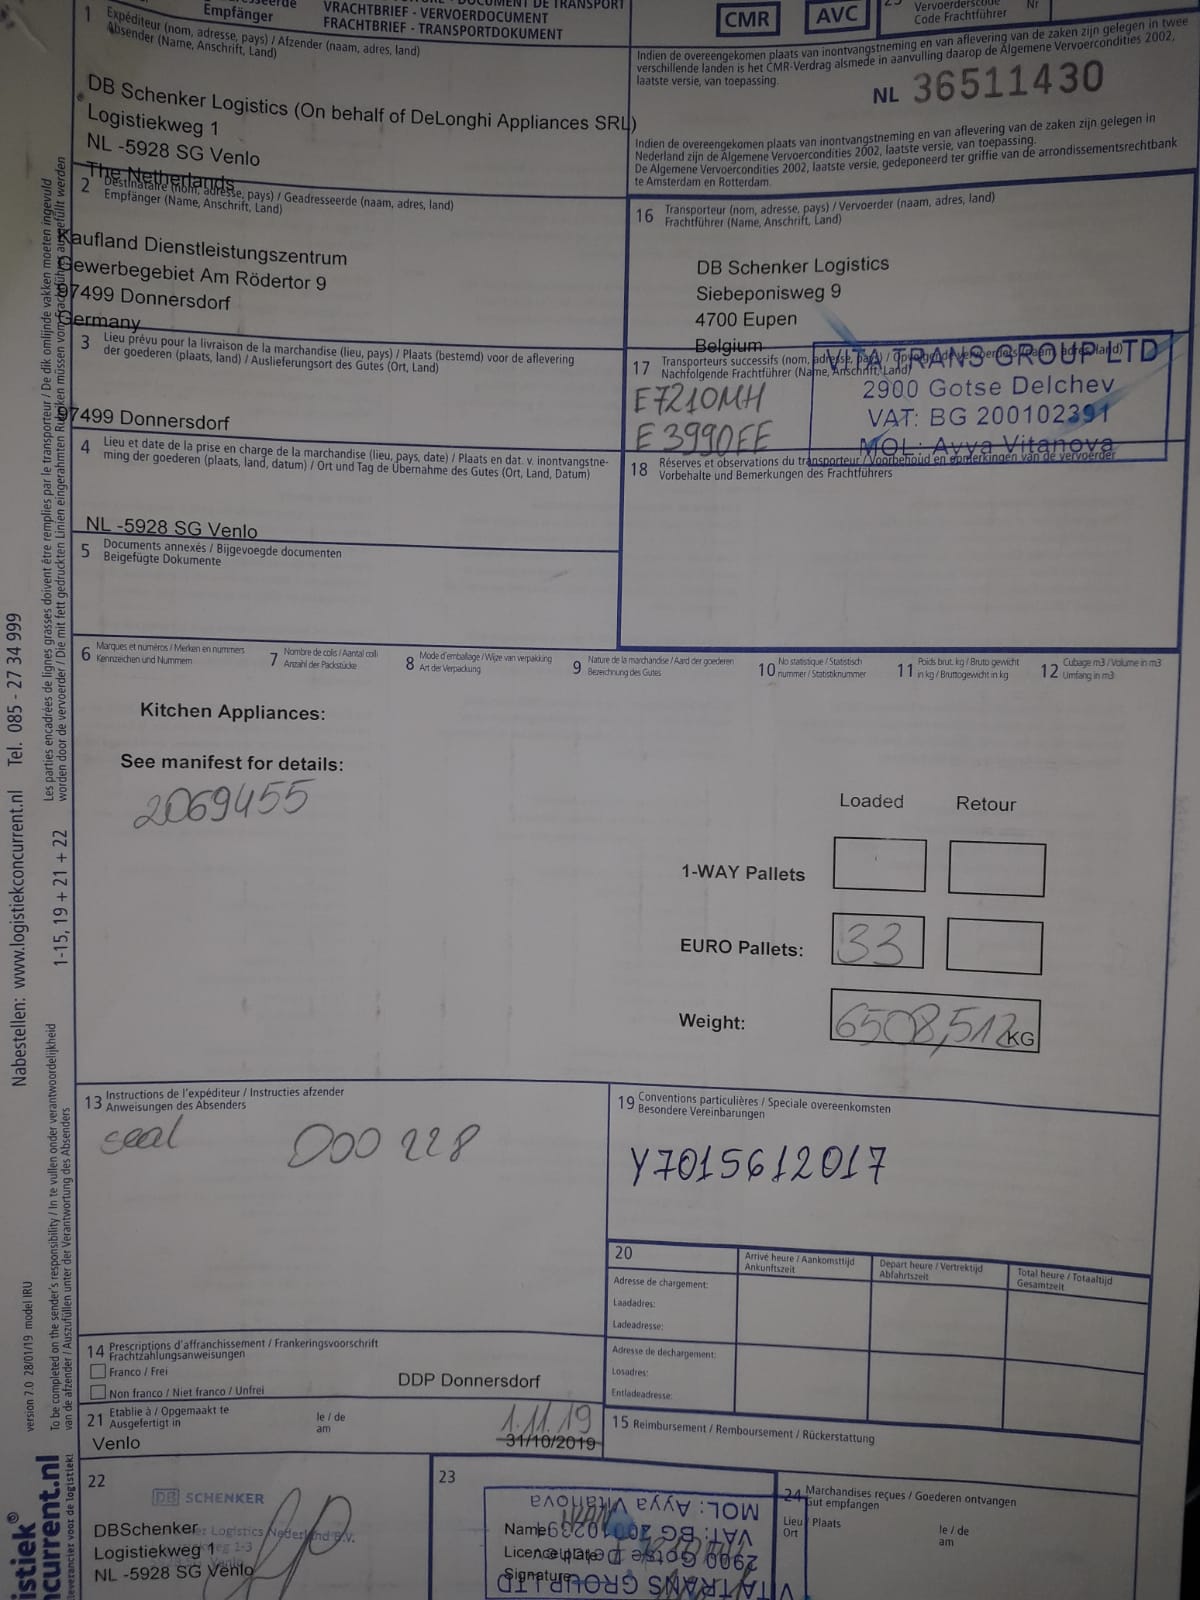 Empfänger
VRACHTBRIEF - VERVOERDOCUMENT
FRACHTBRIEF - TRANSPORTDOKUMENT
CMR
AVC
Vervoerderscode
Code Frachtführer
Nr
1 Expéditeur (nom, adresse, pays) / Afzender (naam, adres, land)
Absender (Name, Anschrift, Land)
DB Schenker Logistics (On behalf of DeLonghi Appliances SRL)
Logistiekweg 1
NL -5928 SG Venlo
The Netherlands
Indien de overeengekomen plaats van inontvangstneming en van aflevering van de zaken zijn gelegen in twee
verschillende landen is het CMR-Verdrag alsmede in aanvulling daarop de Algemene Vervoercondities 2002,
laatste versie, van toepassing.
NL 36511430
Indien de overeengekomen plaats van inontvangstneming en van aflevering van de zaken zijn gelegen in
Nederland zijn de Algemene Vervoercondities 2002, laatste versie, van toepassing.
De Algemene Vervoercondities 2002, laatste versie, gedeponeerd ter griffie van de arrondissementsrechtbank
te Amsterdam en Rotterdam.
2 Destinataire (nom, adresse, pays) / Geadresseerde (naam, adres, land)
Empfänger (Name, Anschrift, Land)
Kaufland Dienstleistungszentrum
Gewerbegebiet Am Rödertor 9
97499 Donnersdorf
Germany
16 Transporteur (nom, adresse, pays) / Vervoerder (naam, adres, land)
Frachtführer (Name, Anschrift, Land)
DB Schenker Logistics
Siebeponisweg 9
4700 Eupen
Belgium
3 Lieu prévu pour la livraison de la marchandise (lieu, pays) / Plaats (bestemd) voor de aflevering
der goederen (plaats, land) / Auslieferungsort des Gutes (Ort, Land)
97499 Donnersdorf
17 Transporteurs successifs (nom, adresse, pays) / Opvolgende vervoerders (naam, adres, land)
Nachfolgende Frachtführer (Name, Anschrift, Land)
E7210MH
E3990EE
VITA TRANS GROUP LTD
2900 Gotse Delchev
VAT: BG 200102391
MOL: Ayya Vitanova
4 Lieu et date de la prise en charge de la marchandise (lieu, pays, date) / Plaats en dat. v. inontvangstne-
ming der goederen (plaats, land, datum) / Ort und Tag de Übernahme des Gutes (Ort, Land, Datum)
NL -5928 SG Venlo
18 Réserves et observations du transporteur / Voorbehoud en opmerkingen van de vervoerder
Vorbehalte und Bemerkungen des Frachtführers
5 Documents annexés / Bijgevoegde documenten
Beigefügte Dokumente
6 Marques et numéros / Merken en nummers
Kennzeichen und Nummern
7 Nombre de colis / Aantal colli
Anzahl der Packstücke
8 Mode d'emballage / Wijze van verpakking
Art der Verpackung
9 Nature de la marchandise / Aard der goederen
Bezeichnung des Gutes
10 No statistique / Statistisch
nummer / Statistiknummer
11 Poids brut, kg / Bruto gewicht
in kg / Bruttogewicht in kg
12 Cubage m3 / Volume in m3
Umfang in m3
Kitchen Appliances:
See manifest for details:
2069455
Loaded Retour
1-WAY Pallets
EURO Pallets: 33
Weight: 6508,512 KG
13 Instructions de l'expéditeur / Instructies afzender
Anweisungen des Absenders
seal 000 228
19 Conventions particulières / Speciale overeenkomsten
Besondere Vereinbarungen
Y7015612017
20
Arrivé heure / Aankomsttijd
Ankunftszeit
Depart heure / Vertrektijd
Abfahrtszeit
Total heure / Totaaltijd
Gesamtzeit
Adresse de chargement:
Laadadres:
Ladeadresse:
Adresse de dechargement:
Losadres:
Entladeadresse:
14 Prescriptions d'affranchissement / Frankeringsvoorschrift
Frachtzahlungsanweisungen
Franco / Frei
Non franco / Niet franco / Unfrei
DDP Donnersdorf
21 Etablie à / Opgemaakt te
Ausgefertigt in
le / de
am
Venlo
1.11.19
31/10/2019
15 Reimbursement / Remboursement / Rückerstattung
22
DB SCHENKER
DBSchenker
Logistiekweg 1
NL -5928 SG Venlo
23
Name
Licence plate
Signature
VITA TRANS GROUP LTD
2900 Gotse Delchev
VAT: BG 200102391
MOL: Ayya Vitanova
24 Marchandises reçues / Goederen ontvangen
Gut empfangen
Lieu / Plaats
Ort
le / de
am
Nabestellen: www.logistiekconcurrent.nl Tel. 085 - 27 34 999
Les parties encadrées de lignes grasses doivent être remplies par le transporteur / De dik omlijnde vakken moeten ingevuld
worden door de vervoerder / Die mit fett gedruckten Linien eingerahmten Rubriken müssen vom Frachtführer ausgefüllt werden
1-15, 19 + 21 + 22
To be completed on the sender's responsibility / In te vullen onder verantwoordelijkheid
van de afzender / Auszufüllen unter der Verantwortung des Absenders
version 7.0 28/01/19 model IRU